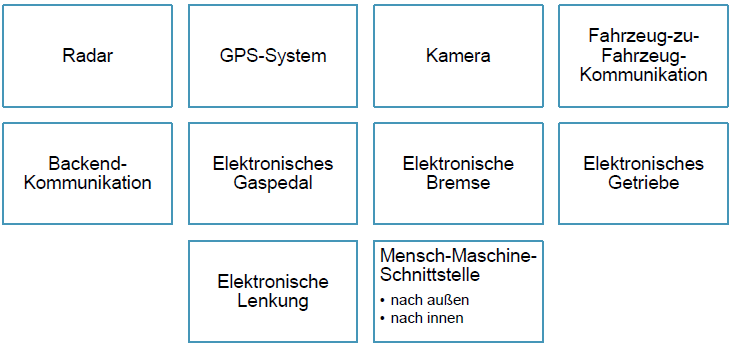 Radar
GPS-System
Kamera
Fahrzeug-zu-
Fahrzeug-
Kommunikation
Backend-
Kommunikation
Elektronisches
Gaspedal
Elektronische
Bremse
Elektronisches
Getriebe
Elektronische
Lenkung
Mensch-Maschine-
Schnittstelle
• nach außen
• nach innen